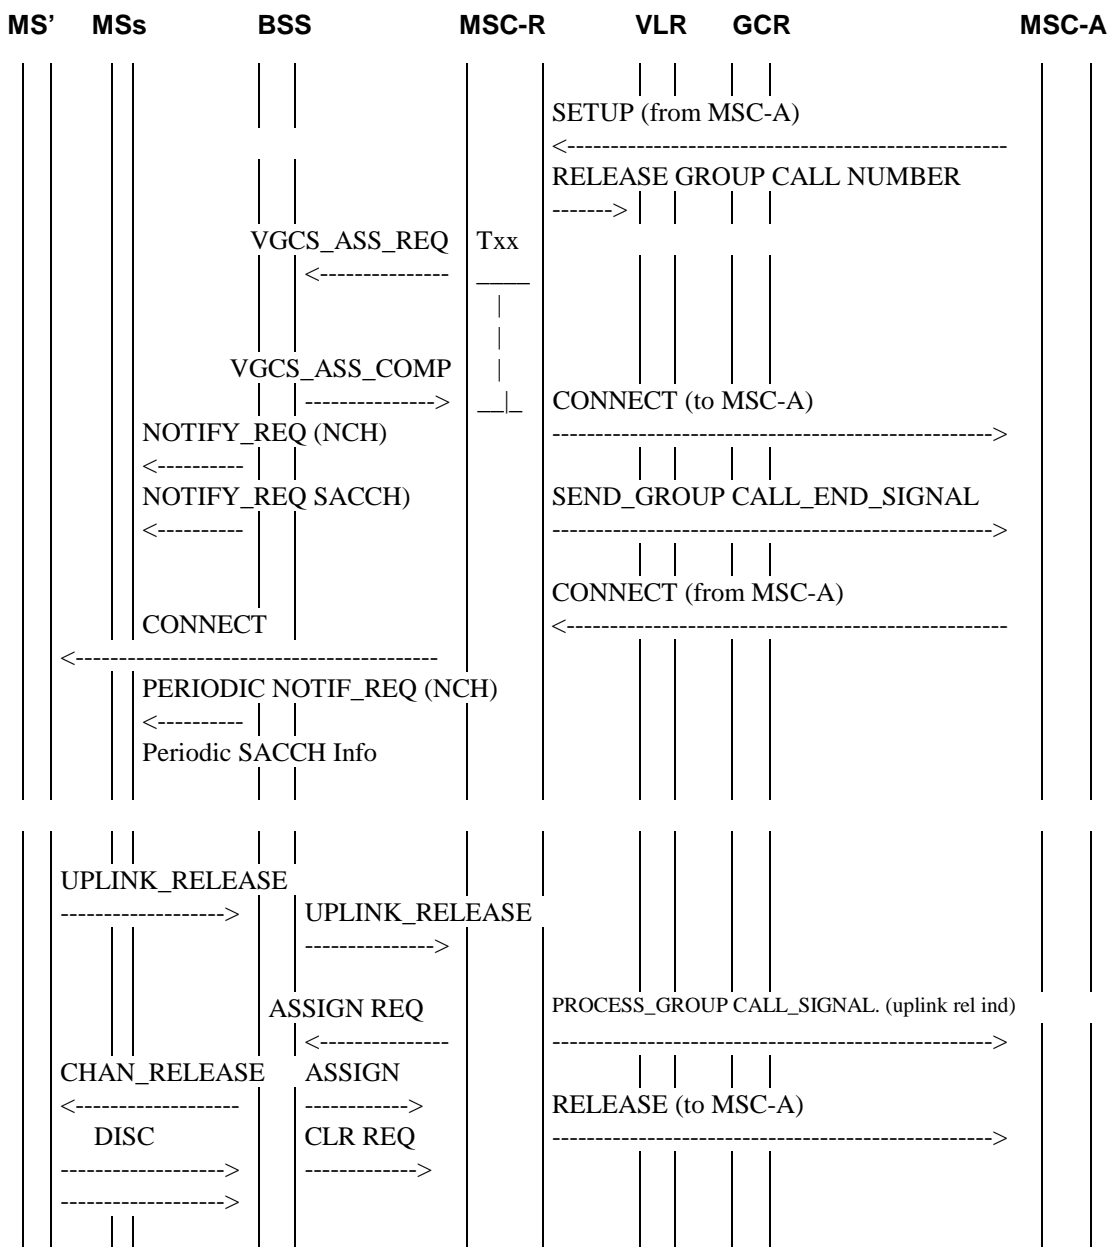 MS’ MSs BSS MSC-R VLR GCR MSC-A
SETUP (from MSC-A)
<---------------------------------------------------
RELEASE GROUP CALL NUMBER
------->
VGCS_ASS_REQ Txx
<---------------
VGCS_ASS_COMP
---------------> CONNECT (to MSC-A)
NOTIFY_REQ (NCH) --------------------------------------------------->
<----------
NOTIFY_REQ SACCH) SEND_GROUP CALL_END_SIGNAL
<---------- --------------------------------------------------->
CONNECT (from MSC-A)
CONNECT <---------------------------------------------------
<------------------------------------------
PERIODIC NOTIF_REQ (NCH)
<----------
Periodic SACCH Info
UPLINK_RELEASE
-------------------> UPLINK_RELEASE
--------------->
ASSIGN REQ PROCESS_GROUP CALL_SIGNAL. (uplink rel ind)
<--------------- --------------------------------------------------->
CHAN_RELEASE ASSIGN
<------------------- ------------> RELEASE (to MSC-A)
DISC CLR REQ --------------------------------------------------->
-------------------> ------------->
------------------->